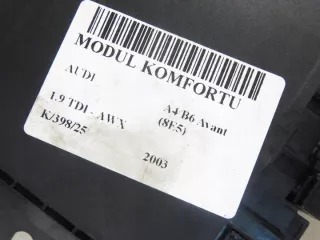 MODUL KOMFORTU
AUDI
A4 B6 Avant
1.9 TDI - AWX (8E5)
K/398/25
2003